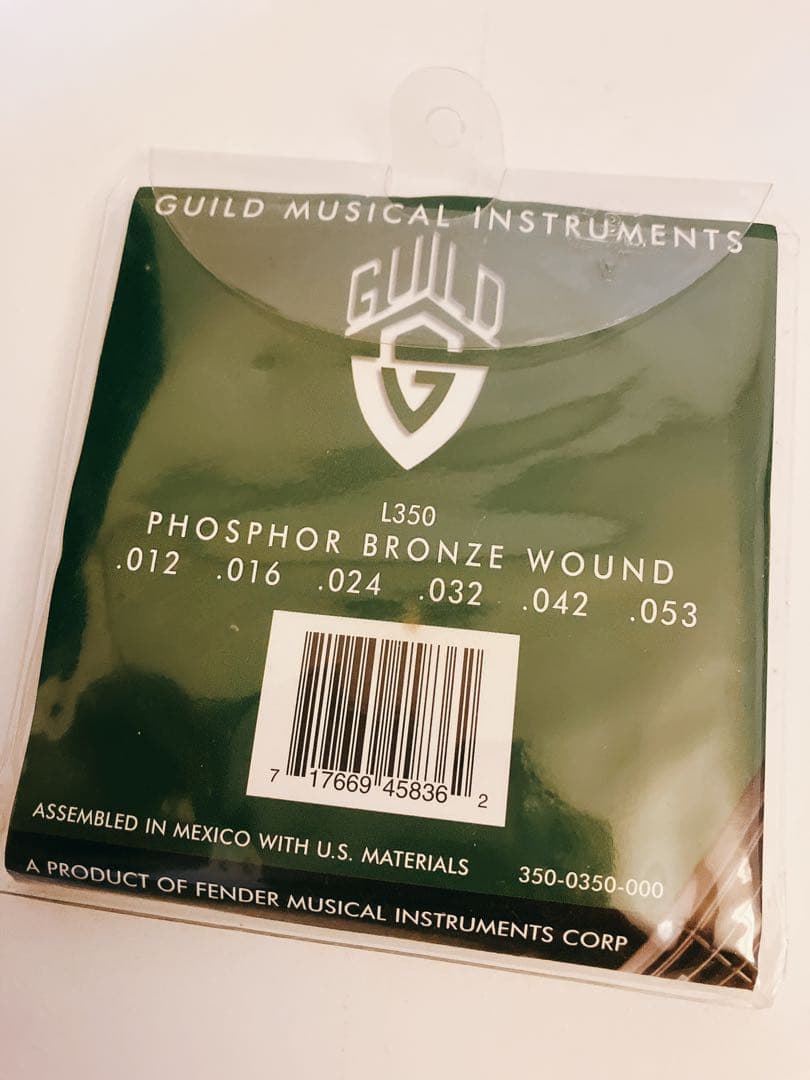 GUILD MUSICAL INSTRUMENTS
GUILD
G
L350
PHOSPHOR BRONZE WOUND
.012 .016 .024 .032 .042 .053
7 17669 45836 2
ASSEMBLED IN MEXICO WITH U.S. MATERIALS 350-0350-000
A PRODUCT OF FENDER MUSICAL INSTRUMENTS CORP